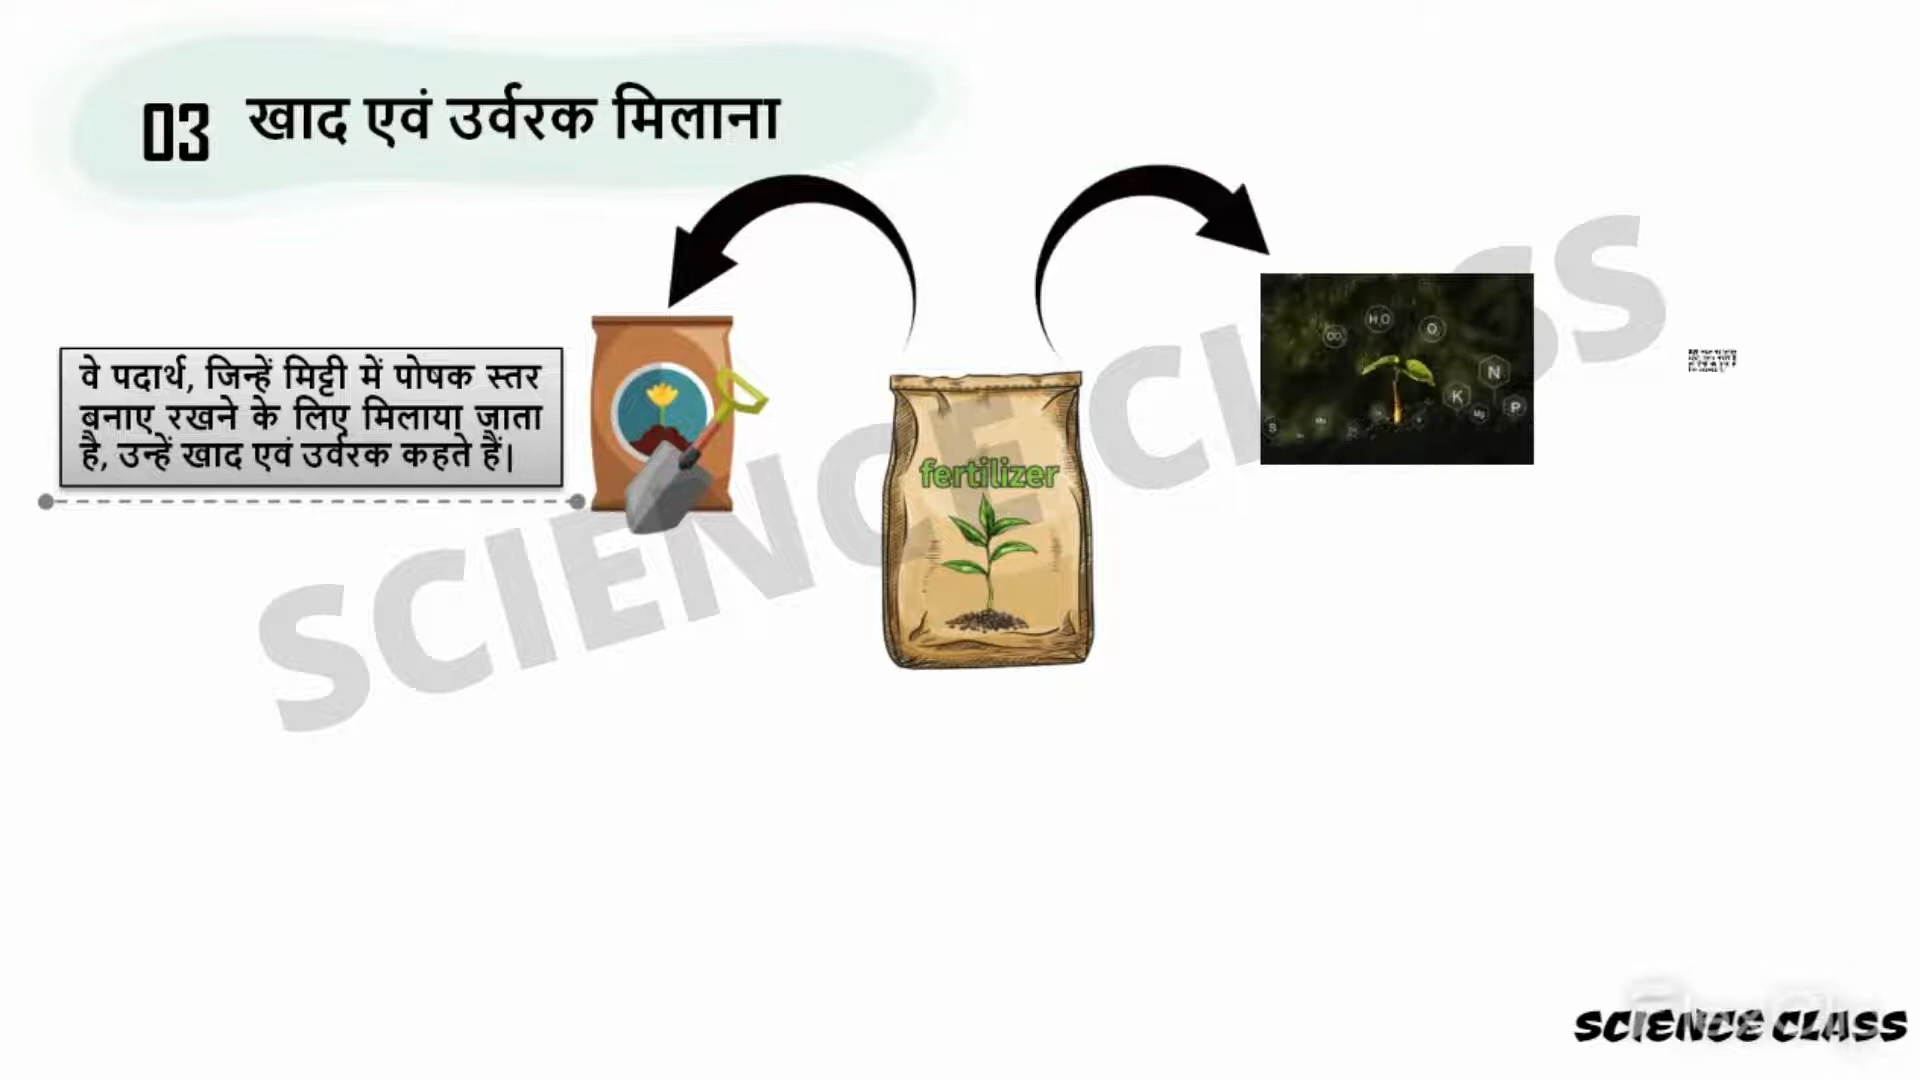 03 खाद एवं उर्वरक मिलाना
वे पदार्थ, जिन्हें मिट्टी में पोषक स्तर
बनाए रखने के लिए मिलाया जाता
है, उन्हें खाद एवं उर्वरक कहते हैं|
fertilizer
H O
O
N
K
Mg
P
S
SCIENCE CLASS
SCIENCE CLASS